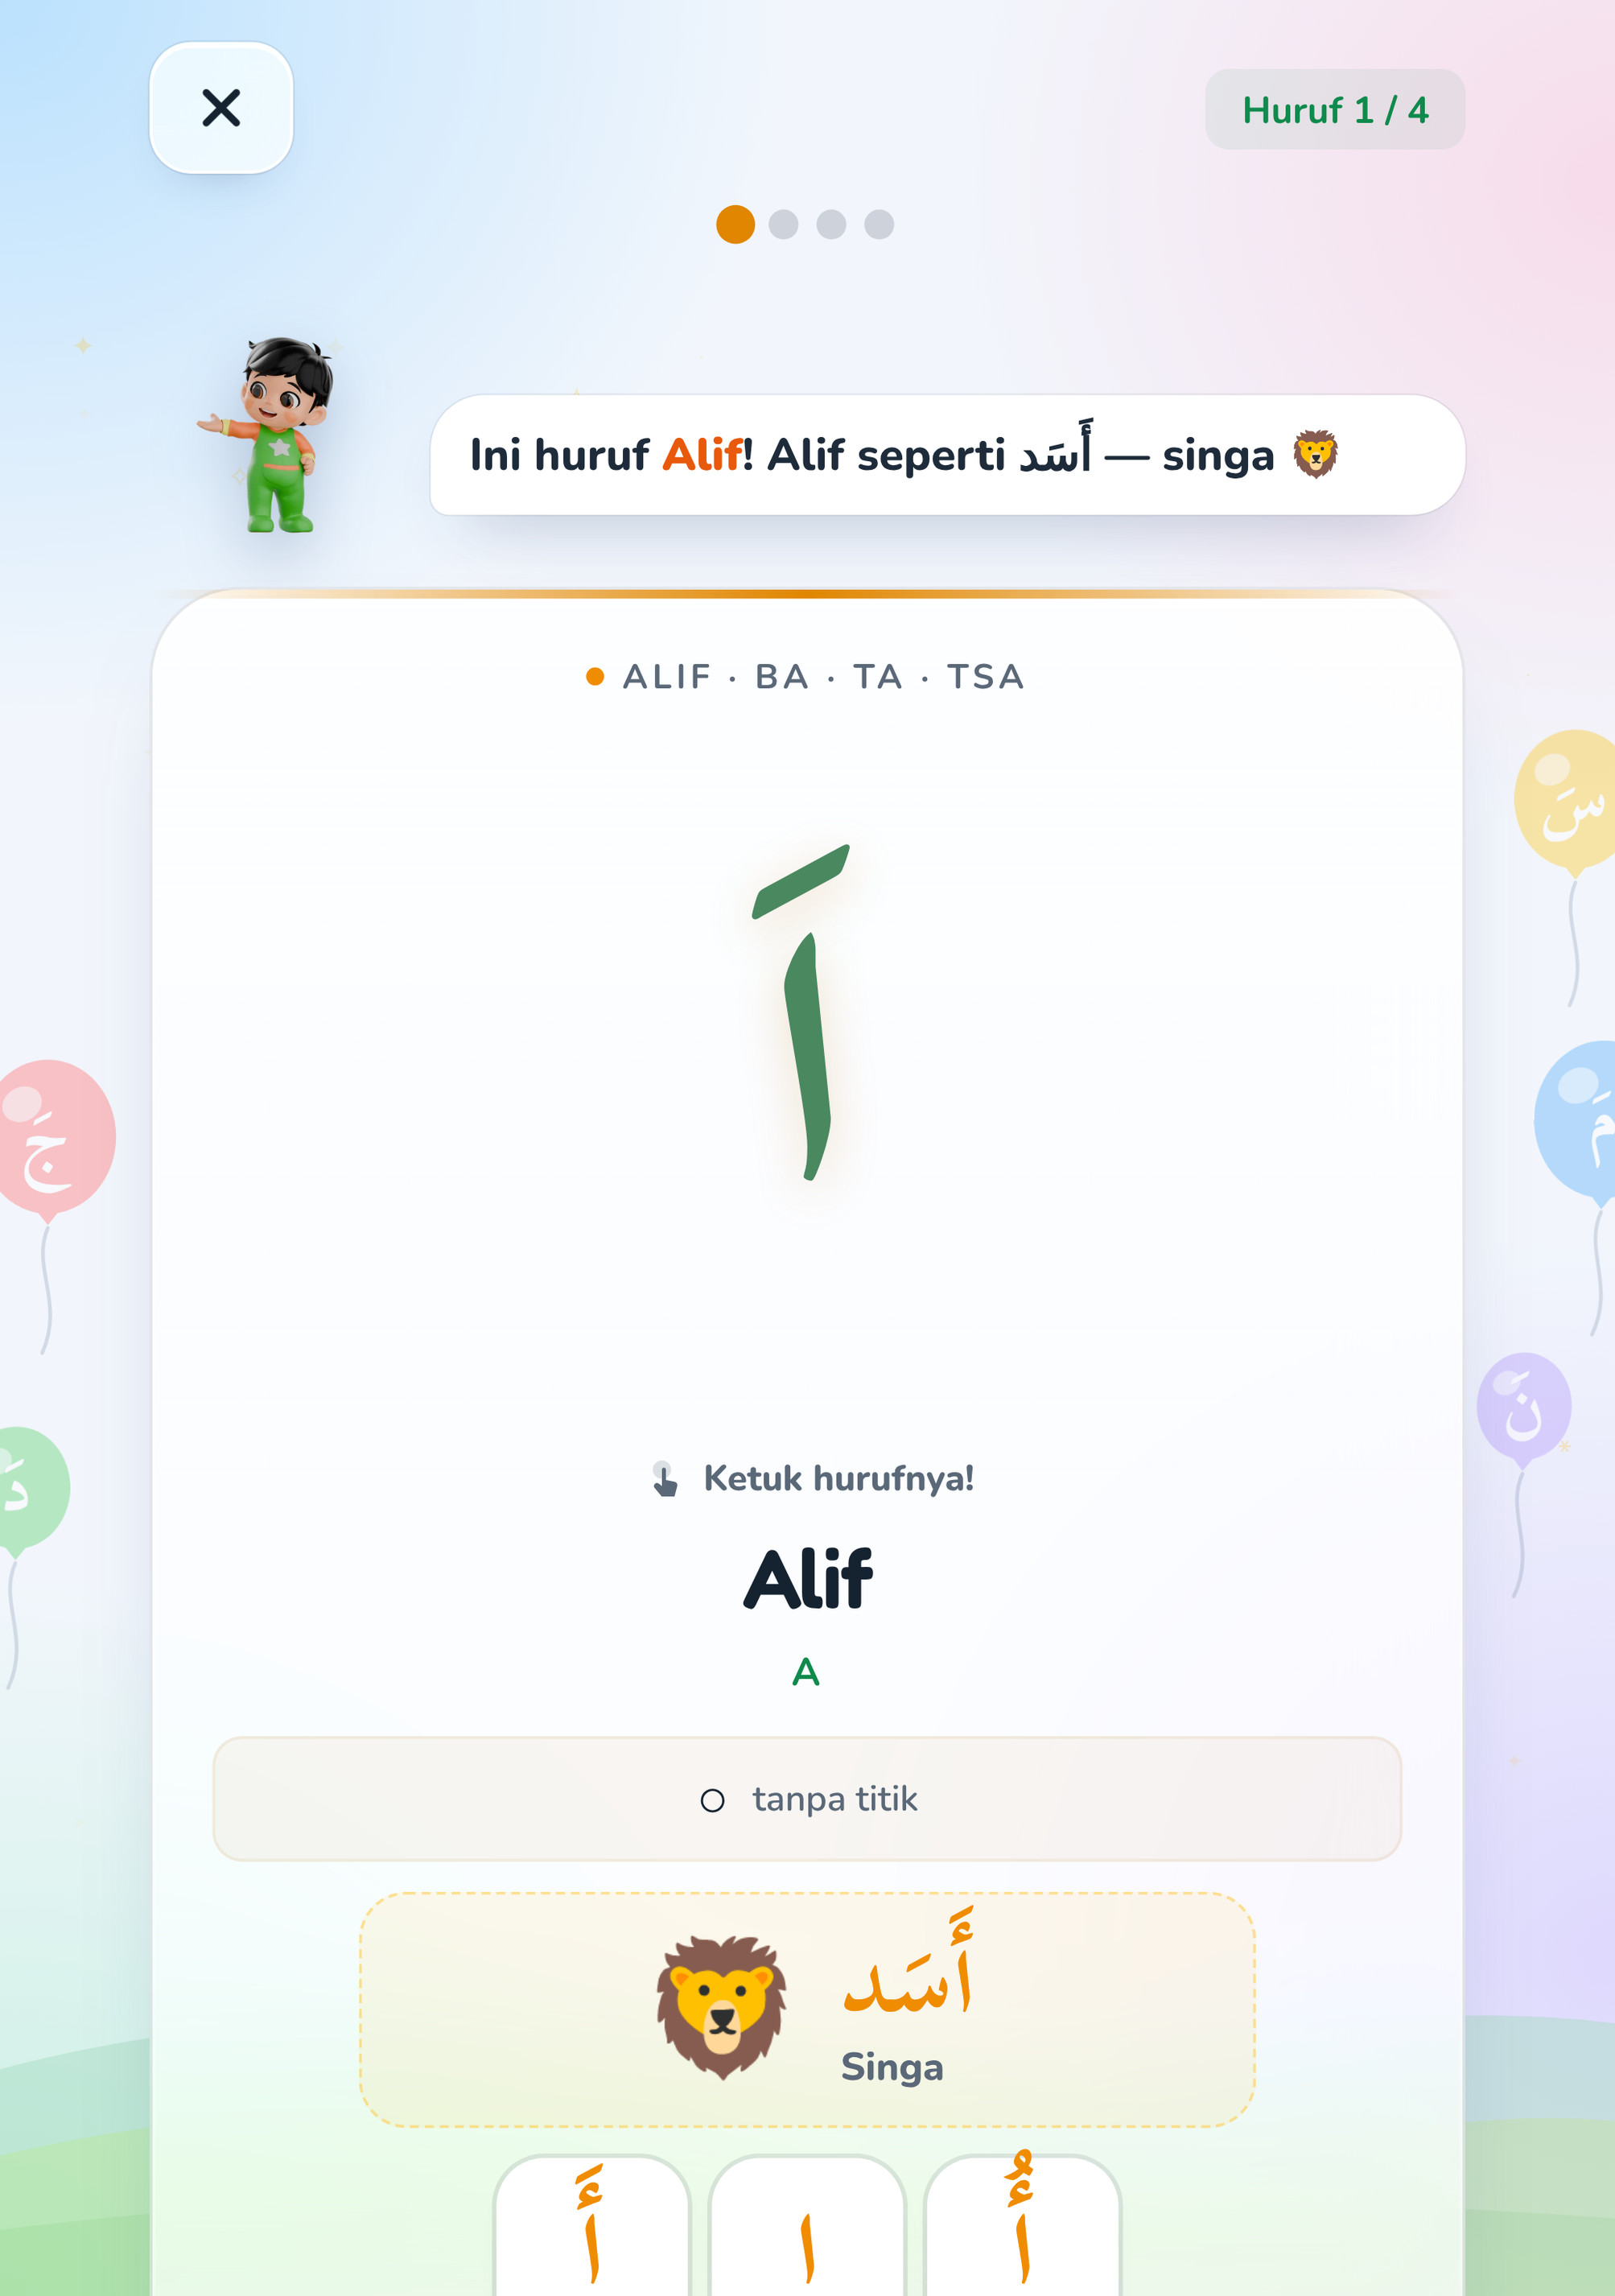 Huruf 1 / 4
Ini huruf Alif! Alif seperti أَسَد — singa 🦁
ALIF · BA · TA · TSA
اَ
سَ
جَ
مَ
Ketuk hurufnya!
نَ
دَ
Alif
A
tanpa titik
أَسَد
Singa
أَ ا أُ